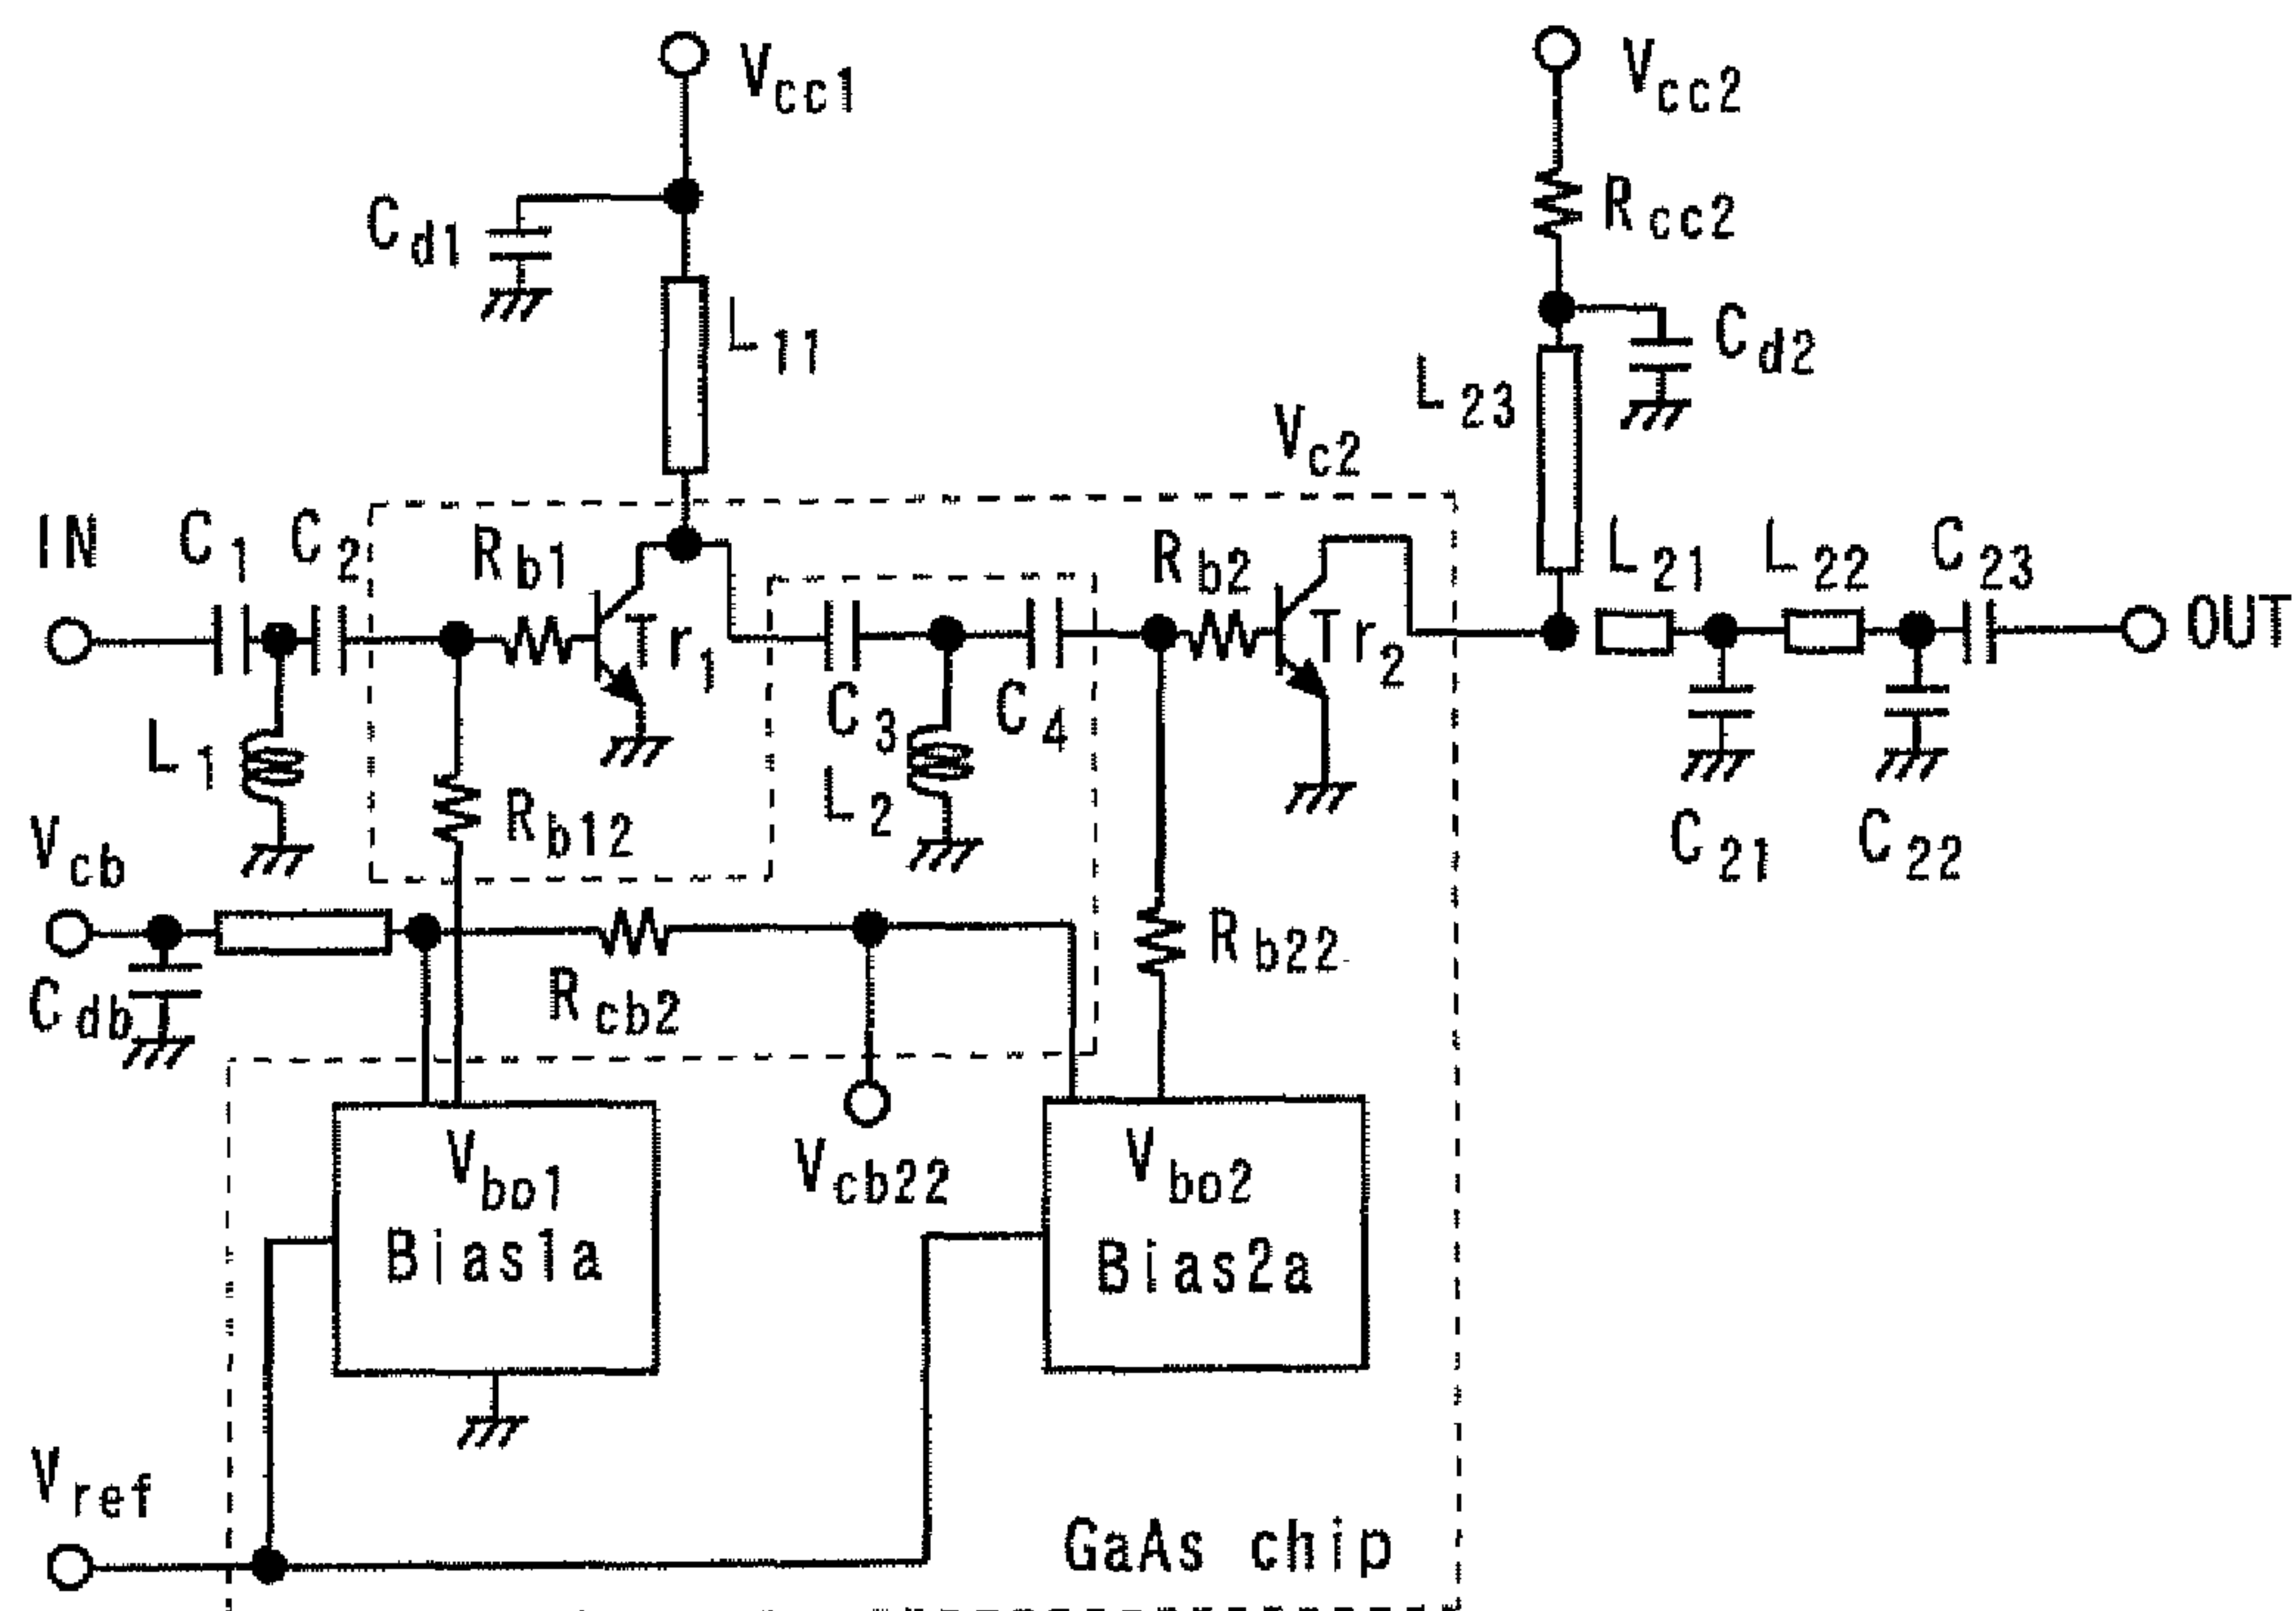 Vcc1
Vcc2
Cd1
Rcc2
L11
Cd2
L23
Vc2
IN
C1
C2
Rb1
Rb2
L21
L22
C23
Tr1
Tr2
OUT
C3
C4
L1
L2
Rb12
C21
C22
Vcb
Rb22
Cdb
Rcb2
Vbo1
Bias1a
Vcb22
Vbo2
Bias2a
Vref
GaAs chip